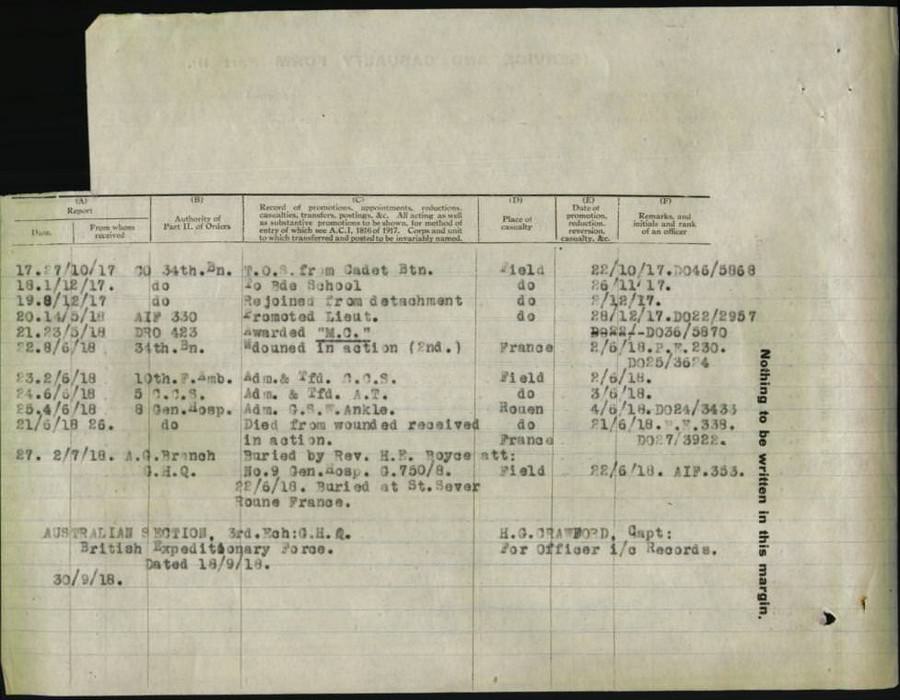 (A)
Report
Date.
From whom received
(B)
Authority of
Part II. of Orders
(C)
Record of promotions, appointments, reductions,
casualties, transfers, postings, &c. All acting as well
as substantive promotions to be shown, for method of
entry of which see A.C.I. 1816 of 1917. Corps and unit
to which transferred and posted to be invariably named.
(D)
Place of
casualty
(E)
Date of
promotion,
reduction,
reversion,
casualty, &c.
(F)
Remarks, and
initials and rank
of an officer
17.27/10/17 CO 34th.Bn. T.O.S. from Cadet Btn. Field 22/10/17.DO46/5868
18.1/12/17. do To Bde School do 26/11/17.
19.8/12/17 do Rejoined from detachment do 2/12/17.
20.14/5/18 AIF 330 Promoted Lieut. do 28/12/17.DO22/2957
21.23/5/18 DRO 423 Awarded "M.C." DO22/-DO36/5870
22.8/6/18 34th.Bn. Wdouned In action (2nd.) France 2/6/18. 230.
DO25/3624
23.2/6/18 10th.F.Amb. Adm.& Tfd. C.C.S. Field 2/6/18.
24.6/6/18 5 C.C.S. Adm. & Tfd. A.T. do 3/6/18.
25.4/6/18 8 Gen.Hosp. Adm. G.S.W.Ankle. Rouen 4/6/18.DO24/3433
21/6/18 26. do Died from wounded received do 21/6/18. 338.
in action. France DO27/3922.
27. 2/7/18. A.G.Branch Buried by Rev. H.E. Royce att:
G.H.Q. No.9 Gen.Hosp. G.750/8. Field 22/6/18. AIF.353.
22/6/18. Buried at St.Sever
Roune France.
AUSTRALIAN SECTION, 3rd.Ech:G.H.Q. H.G.CRAWFORD, Capt:
British Expeditionary Force. For Officer i/c Records.
Dated 18/9/18.
30/9/18.
Nothing to be written in this margin.